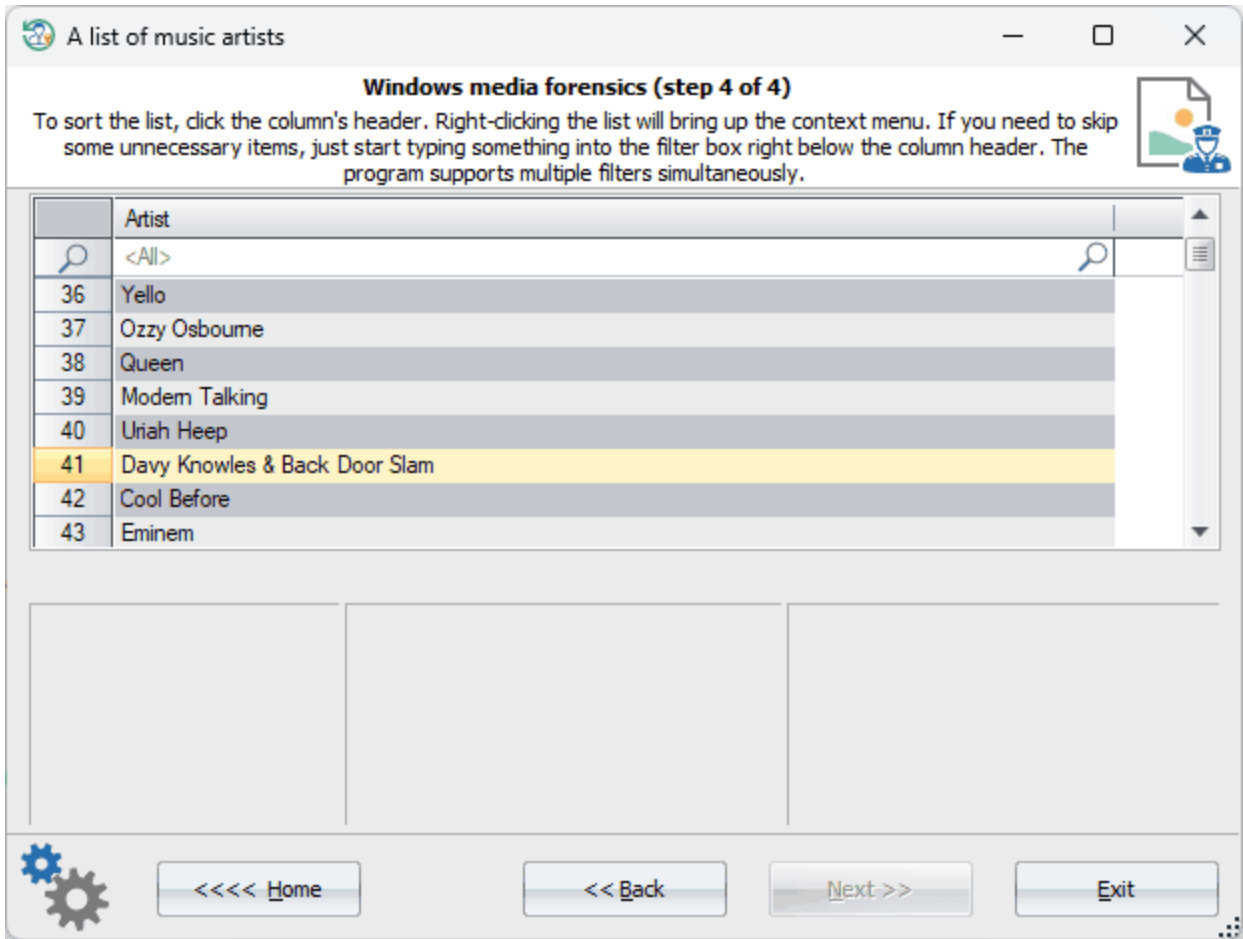 A list of music artists
Windows media forensics (step 4 of 4)
To sort the list, click the column's header. Right-clicking the list will bring up the context menu. If you need to skip
some unnecessary items, just start typing something into the filter box right below the column header. The
program supports multiple filters simultaneously.
Artist
<All>
36 Yello
37 Ozzy Osbourne
38 Queen
39 Modern Talking
40 Uriah Heep
41 Davy Knowles & Back Door Slam
42 Cool Before
43 Eminem
<<<< Home << Back Next >> Exit